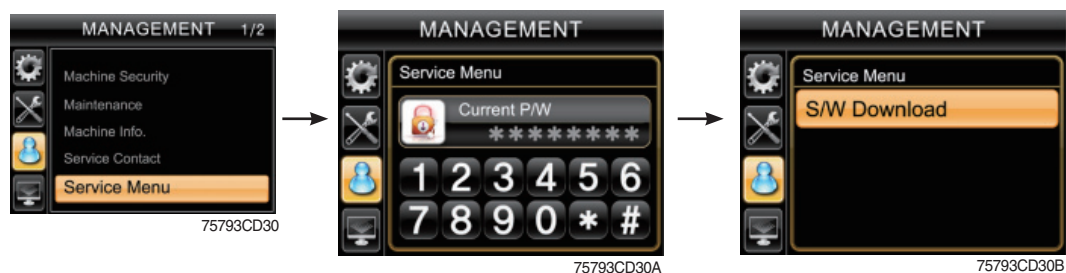 MANAGEMENT 1/2
Machine Security
Maintenance
Machine Info.
Service Contact
Service Menu
75793CD30
MANAGEMENT
Service Menu
Current P/W
********
1 2 3 4 5 6
7 8 9 0 * #
75793CD30A
MANAGEMENT
Service Menu
S/W Download
75793CD30B